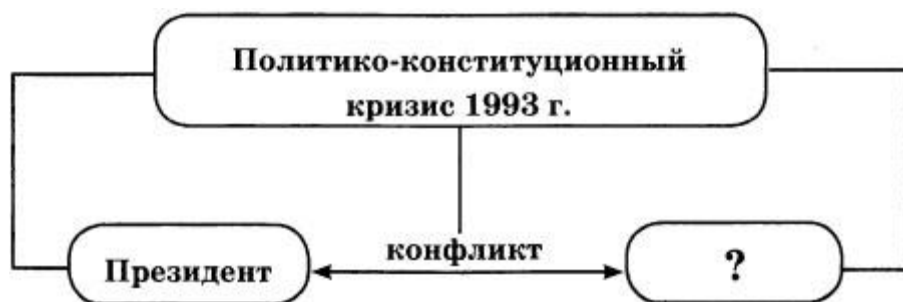 Политико-конституционный
кризис 1993 г.
конфликт
Президент
?